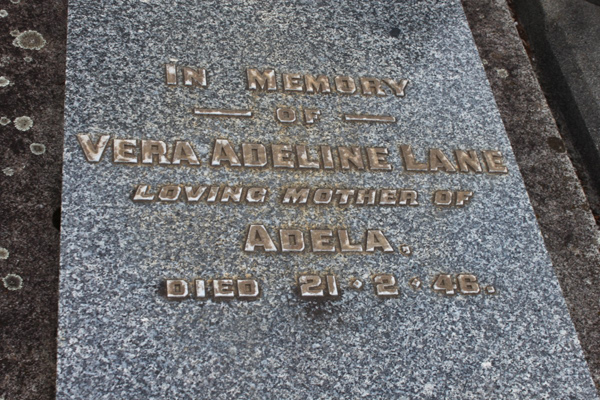 IN MEMORY
OF
VERA ADELINE LANE
LOVING MOTHER OF
ADELA.
DIED 21·2·46.